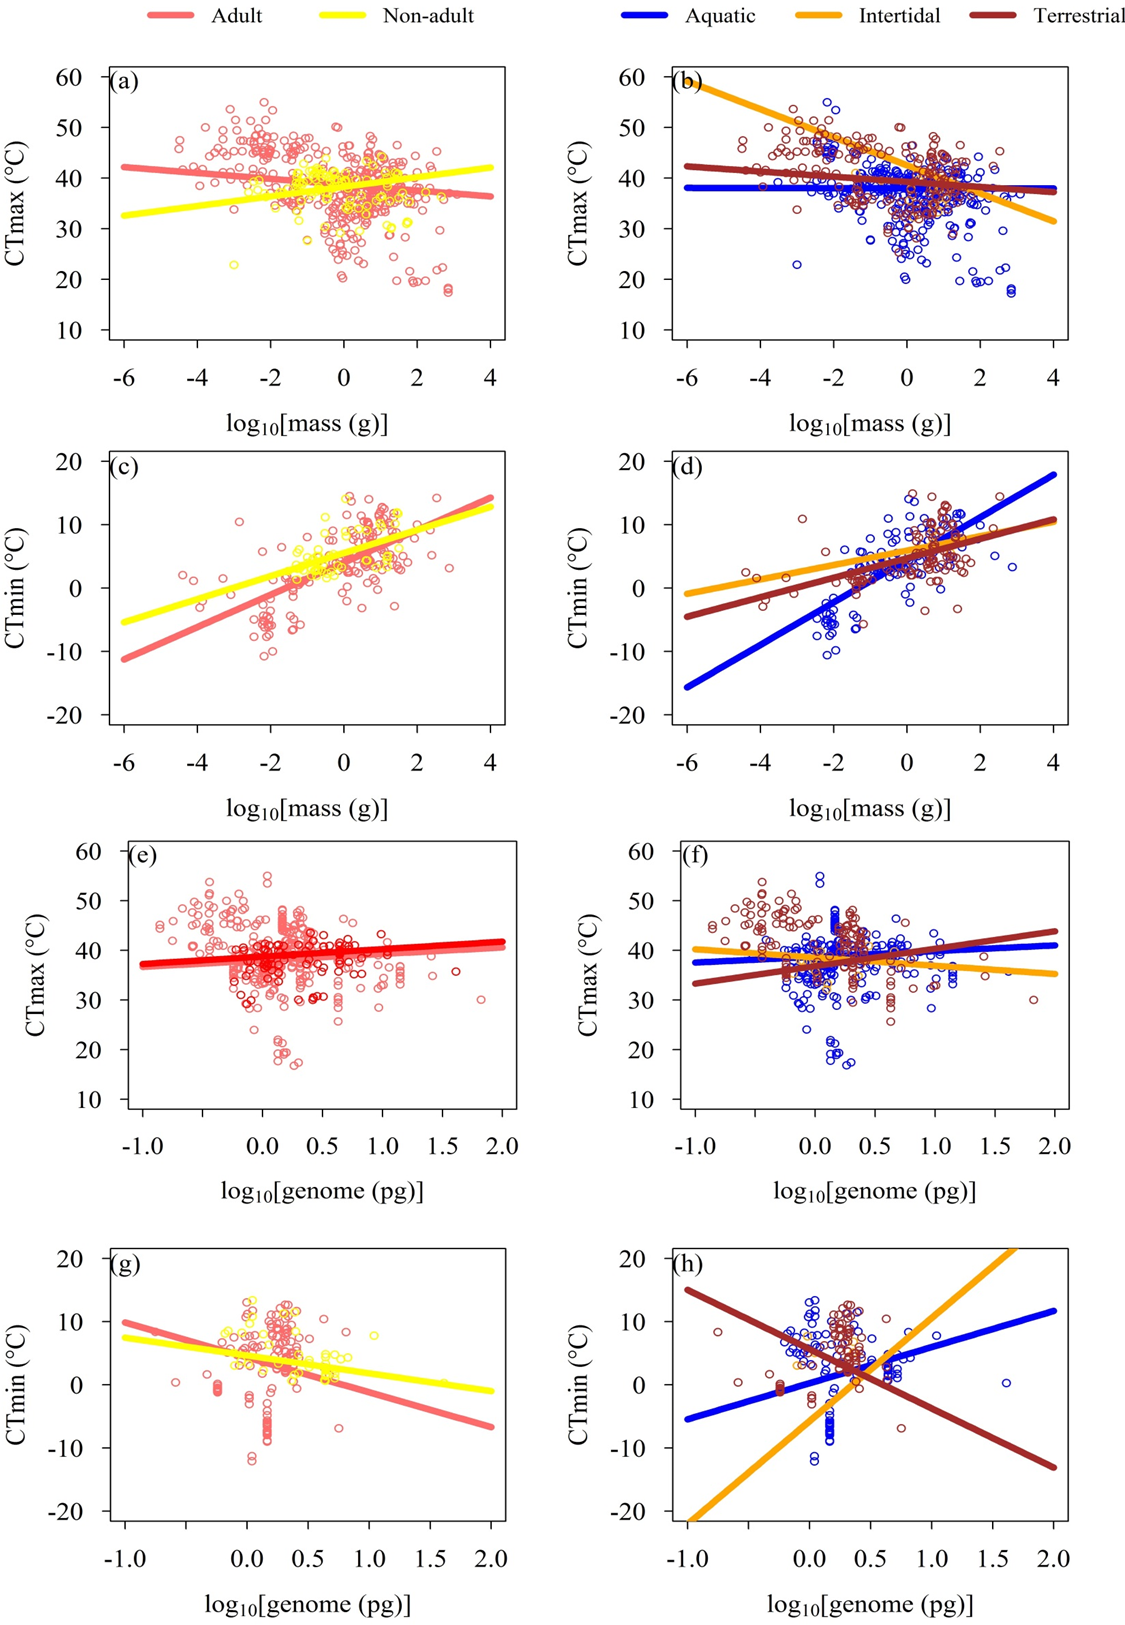 Adult Non-adult Aquatic Intertidal Terrestrial
(a) (b)
60 50 40 30 20 10 60 50 40 30 20 10
CTmax (°C) CTmax (°C)
-6 -4 -2 0 2 4 -6 -4 -2 0 2 4
log₁₀[mass (g)] log₁₀[mass (g)]
(c) (d)
20 10 0 -10 -20 20 10 0 -10 -20
CTmin (°C) CTmin (°C)
-6 -4 -2 0 2 4 -6 -4 -2 0 2 4
log₁₀[mass (g)] log₁₀[mass (g)]
(e) (f)
60 50 40 30 20 10 60 50 40 30 20 10
CTmax (°C) CTmax (°C)
-1.0 0.0 0.5 1.0 1.5 2.0 -1.0 0.0 0.5 1.0 1.5 2.0
log₁₀[genome (pg)] log₁₀[genome (pg)]
(g) (h)
20 10 0 -10 -20 20 10 0 -10 -20
CTmin (°C) CTmin (°C)
-1.0 0.0 0.5 1.0 1.5 2.0 -1.0 0.0 0.5 1.0 1.5 2.0
log₁₀[genome (pg)] log₁₀[genome (pg)]